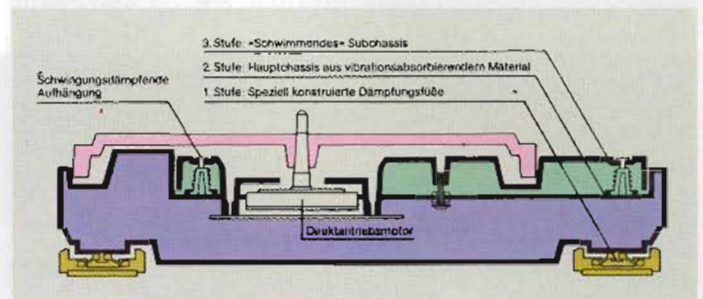 3. Stufe: »Schwimmendes« Subchassis
2. Stufe: Hauptchassis aus vibrationsabsorbierendem Material
1. Stufe: Speziell konstruierte Dämpfungsfüße
Schwingungsdämpfende
Aufhängung
Direktantriebsmotor